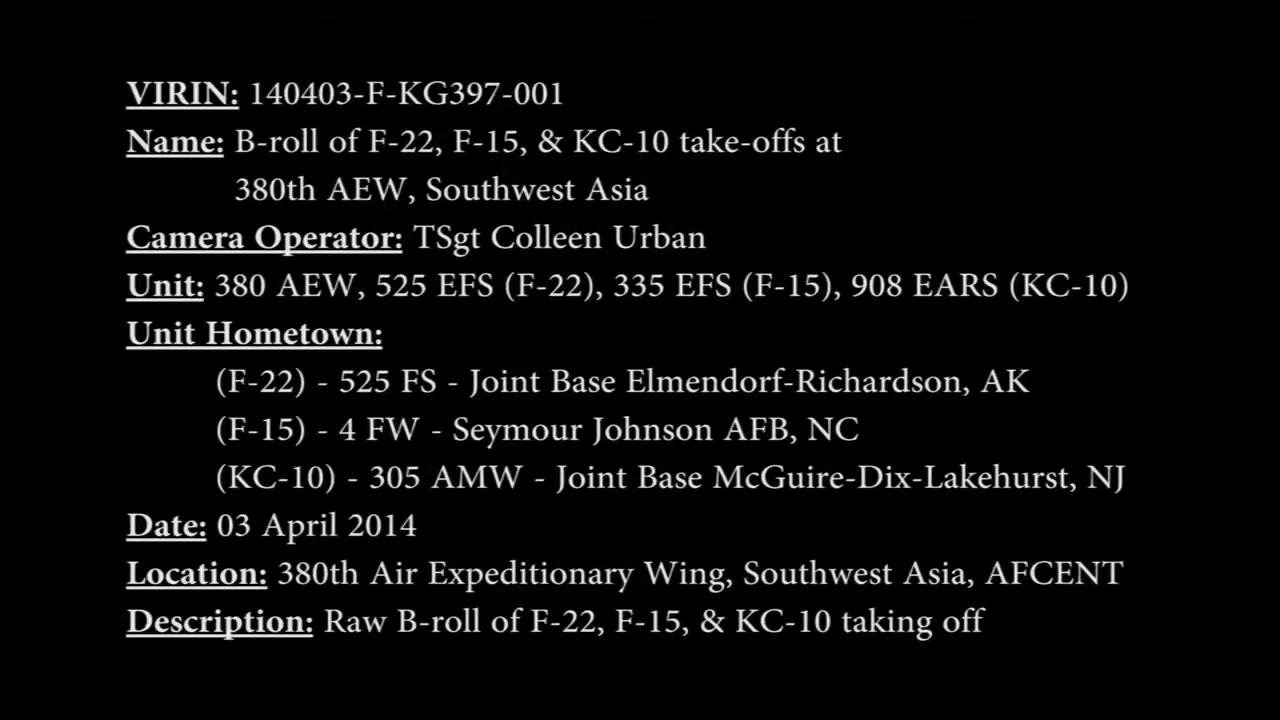 VIRIN: 140403-F-KG397-001
Name: B-roll of F-22, F-15, & KC-10 take-offs at
380th AEW, Southwest Asia
Camera Operator: TSgt Colleen Urban
Unit: 380 AEW, 525 EFS (F-22), 335 EFS (F-15), 908 EARS (KC-10)
Unit Hometown:
(F-22) - 525 FS - Joint Base Elmendorf-Richardson, AK
(F-15) - 4 FW - Seymour Johnson AFB, NC
(KC-10) - 305 AMW - Joint Base McGuire-Dix-Lakehurst, NJ
Date: 03 April 2014
Location: 380th Air Expeditionary Wing, Southwest Asia, AFCENT
Description: Raw B-roll of F-22, F-15, & KC-10 taking off